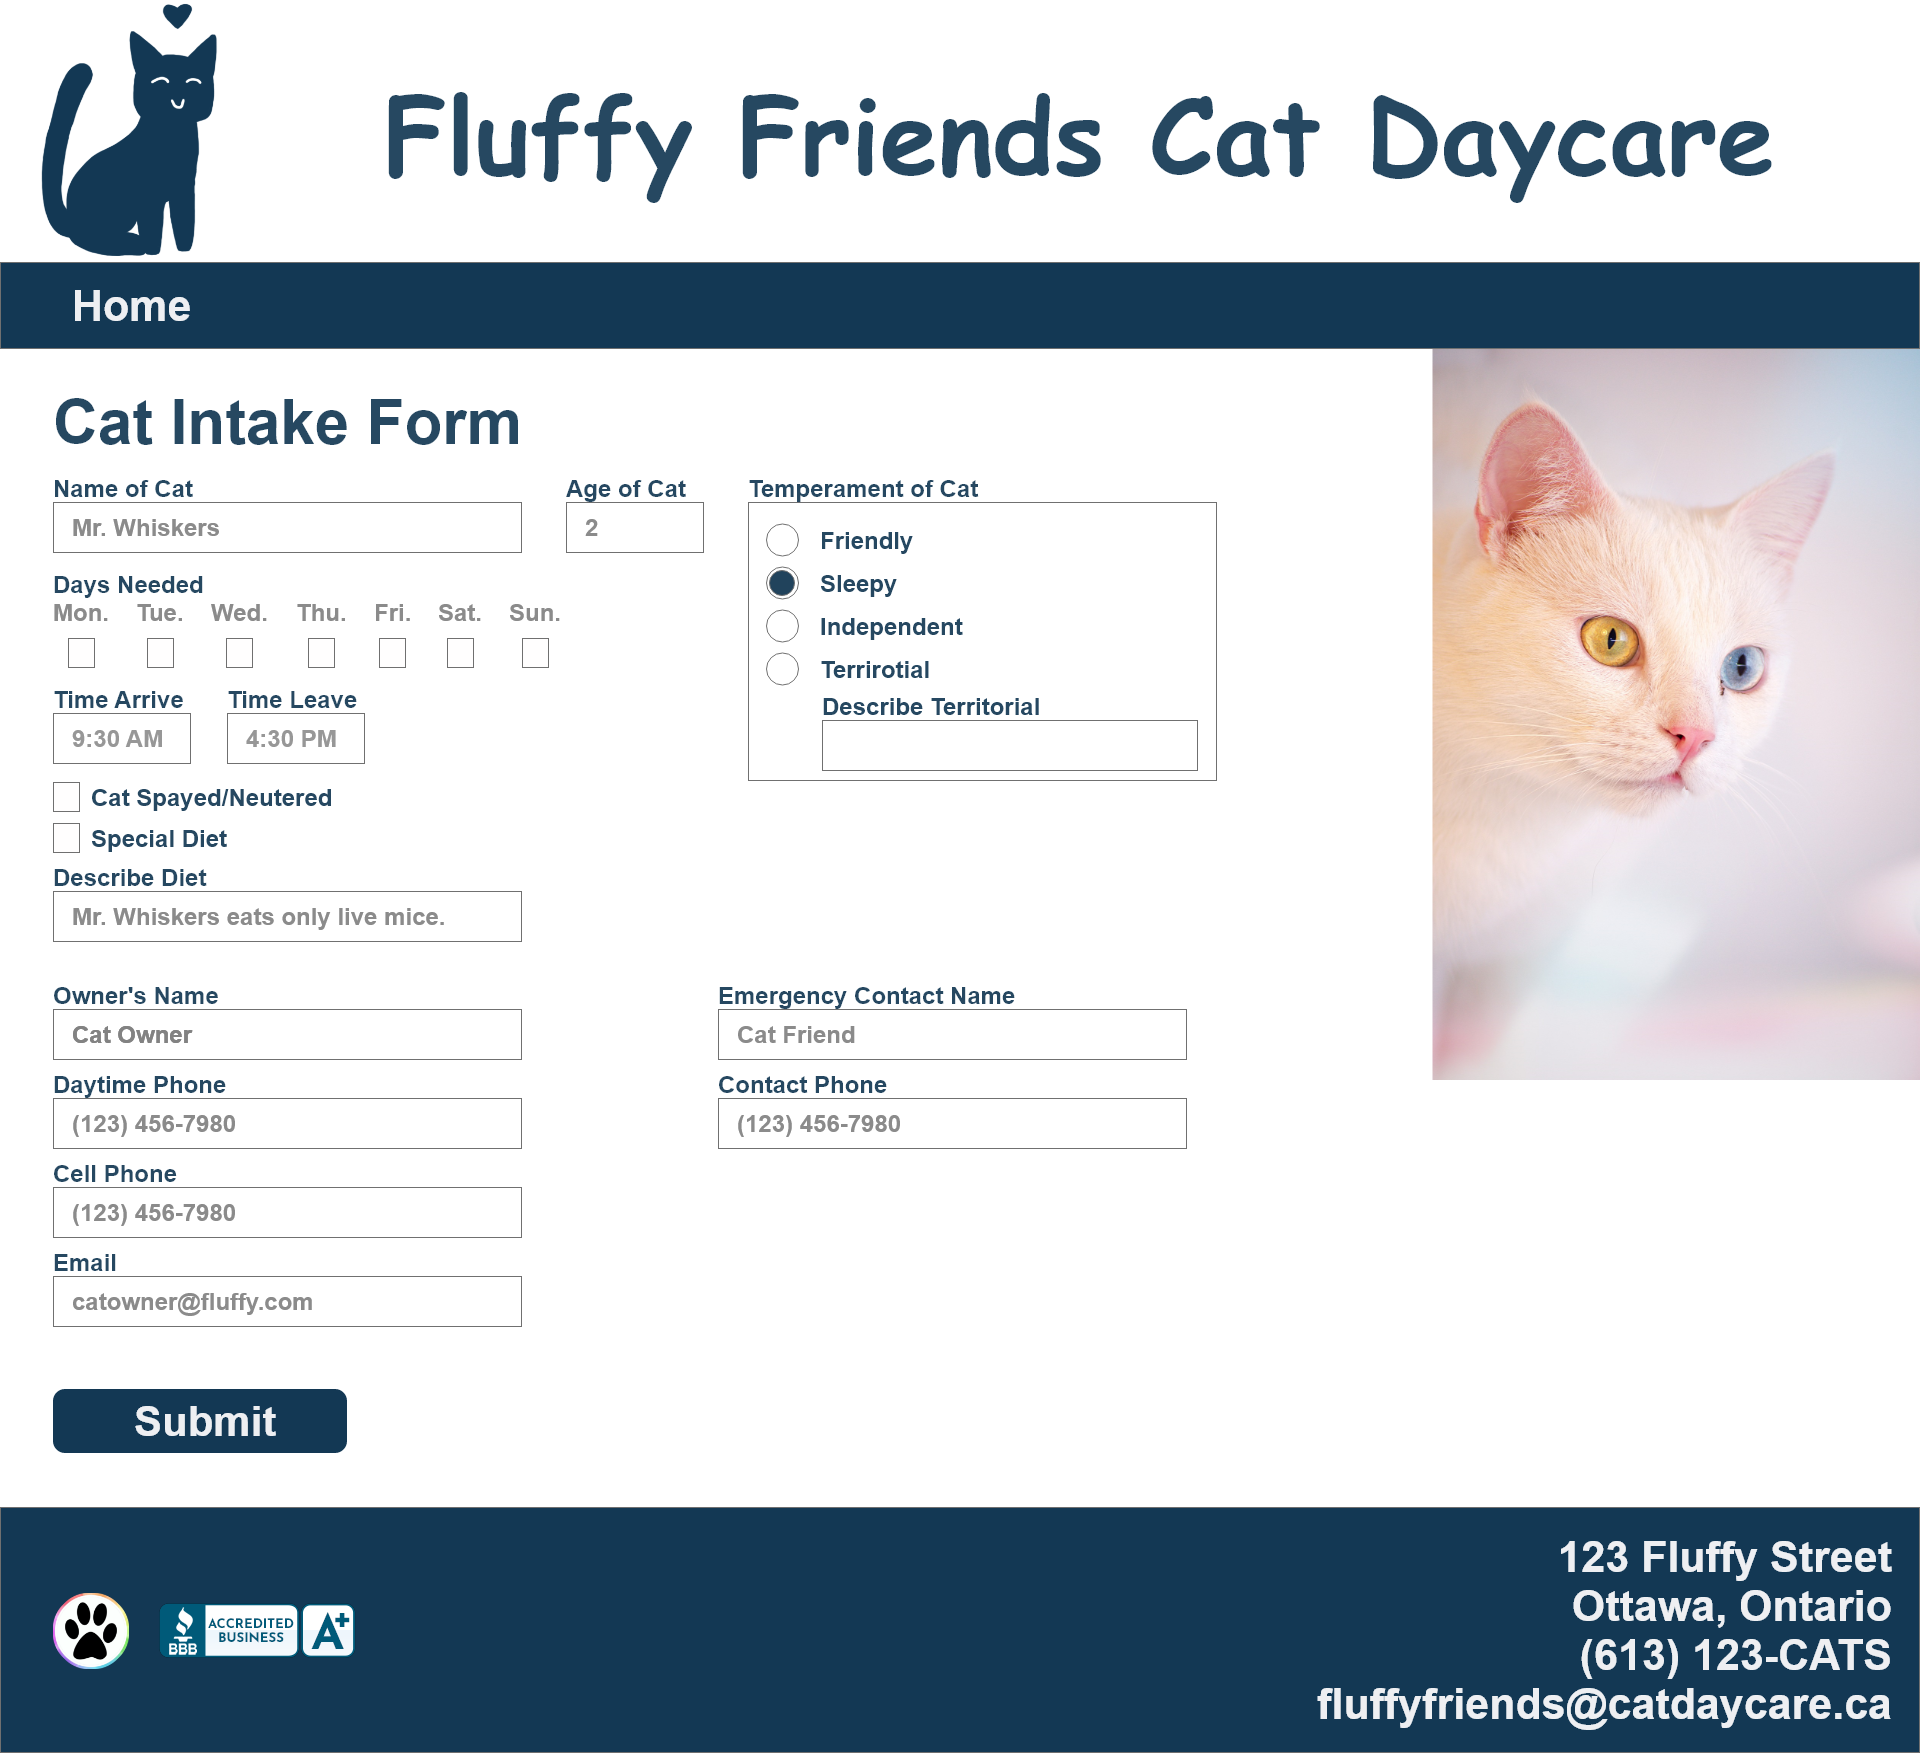 Fluffy Friends Cat Daycare
Home
Cat Intake Form
Name of Cat
Mr. Whiskers
Age of Cat
2
Temperament of Cat
Friendly
Sleepy
Independent
Terrirotial
Describe Territorial
Days Needed
Mon. Tue. Wed. Thu. Fri. Sat. Sun.
Time Arrive
9:30 AM
Time Leave
4:30 PM
Cat Spayed/Neutered
Special Diet
Describe Diet
Mr. Whiskers eats only live mice.
Owner's Name
Cat Owner
Daytime Phone
(123) 456-7980
Cell Phone
(123) 456-7980
Email
catowner@fluffy.com
Emergency Contact Name
Cat Friend
Contact Phone
(123) 456-7980
Submit
BBB
ACCREDITED
BUSINESS
A+
123 Fluffy Street
Ottawa, Ontario
(613) 123-CATS
fluffyfriends@catdaycare.ca